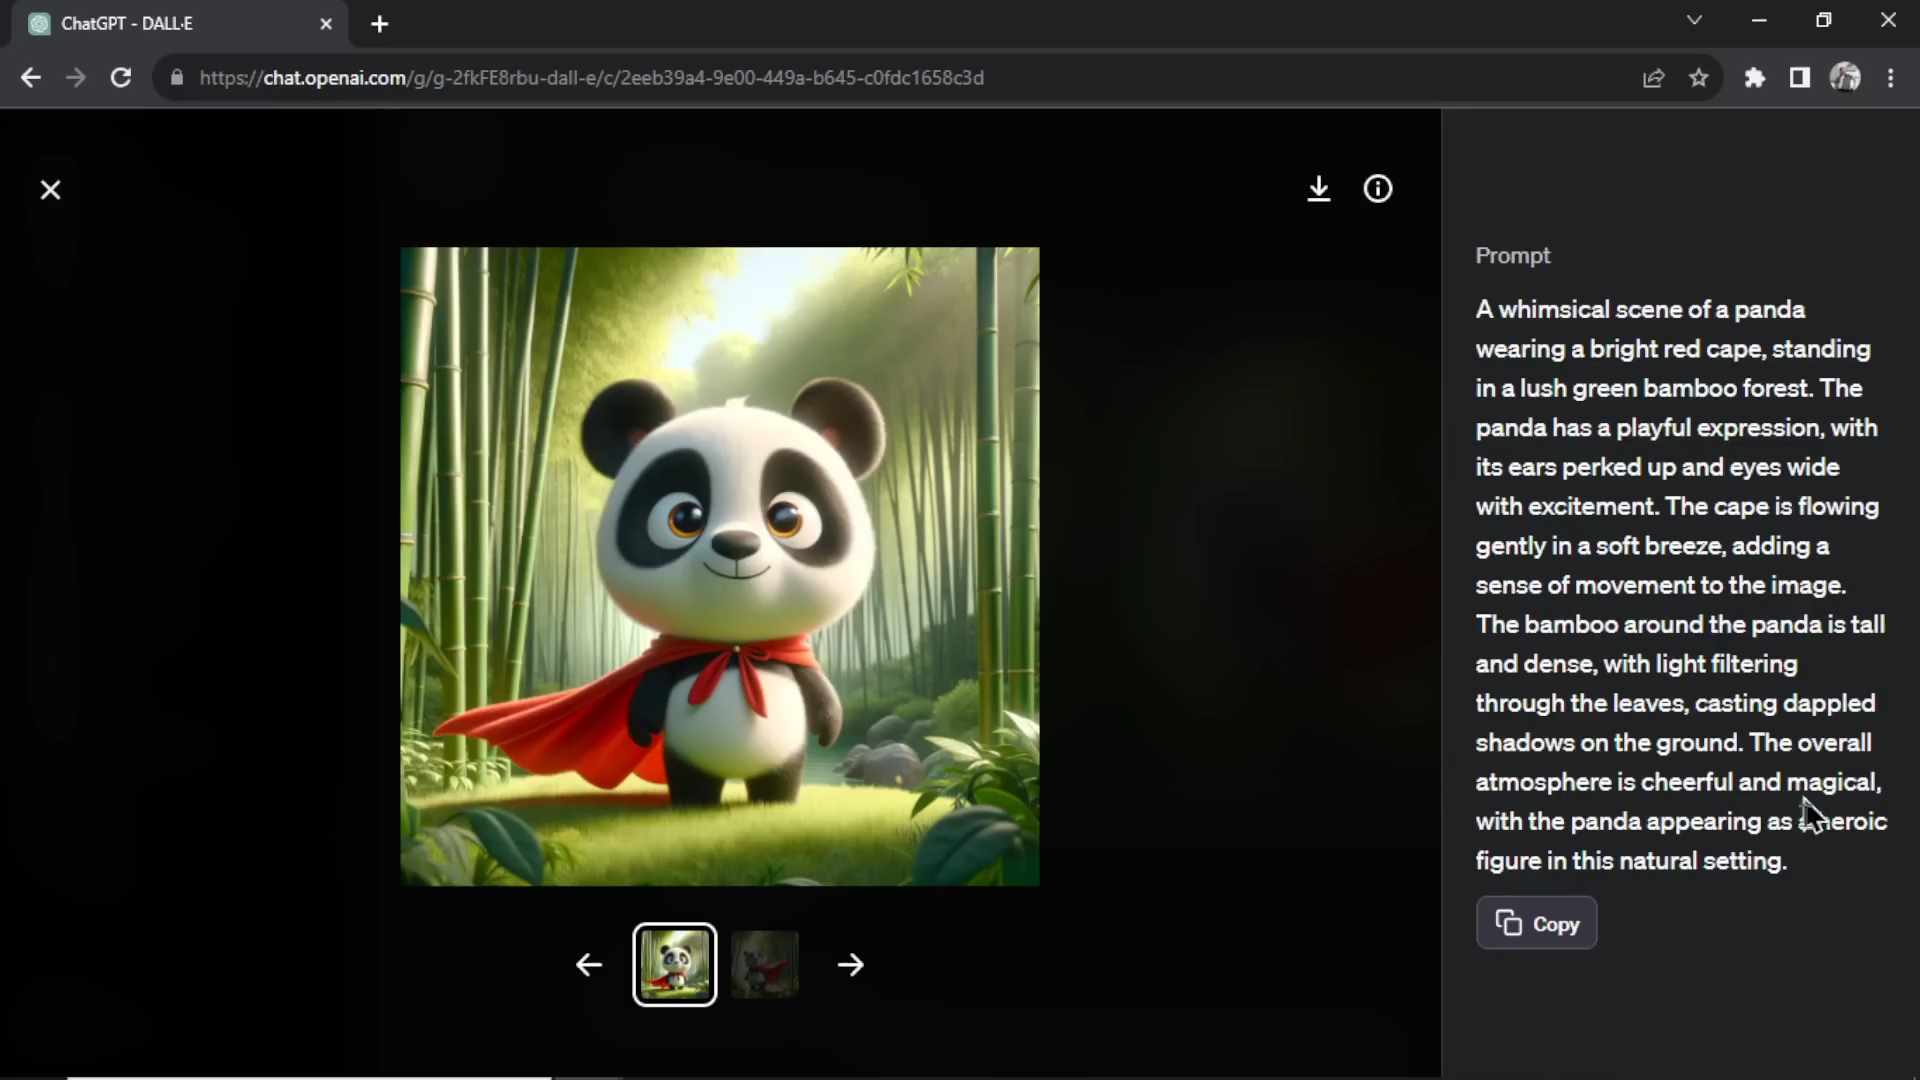 ChatGPT - DALL·E
https://chat.openai.com/g/g-2fkFE8rbu-dall-e/c/2eeb39a4-9e00-449a-b645-c0fdc1658c3d
Prompt
A whimsical scene of a panda
wearing a bright red cape, standing
in a lush green bamboo forest. The
panda has a playful expression, with
its ears perked up and eyes wide
with excitement. The cape is flowing
gently in a soft breeze, adding a
sense of movement to the image.
The bamboo around the panda is tall
and dense, with light filtering
through the leaves, casting dappled
shadows on the ground. The overall
atmosphere is cheerful and magical,
with the panda appearing as a heroic
figure in this natural setting.
Copy